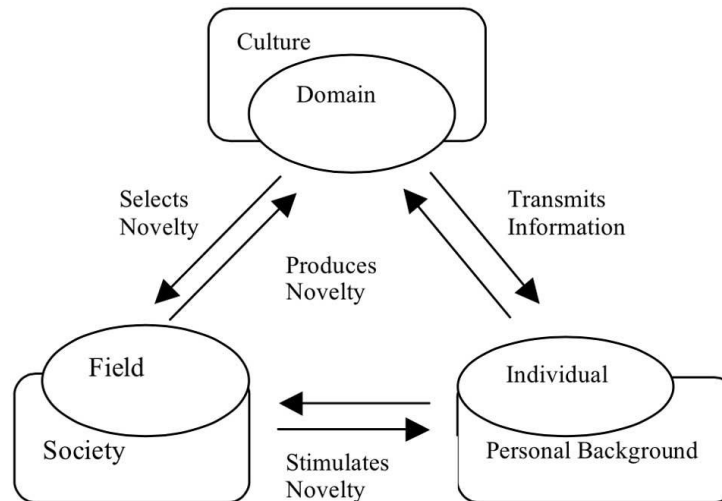 Culture
Domain
Selects
Novelty
Transmits
Information
Produces
Novelty
Field
Society
Individual
Personal Background
Stimulates
Novelty